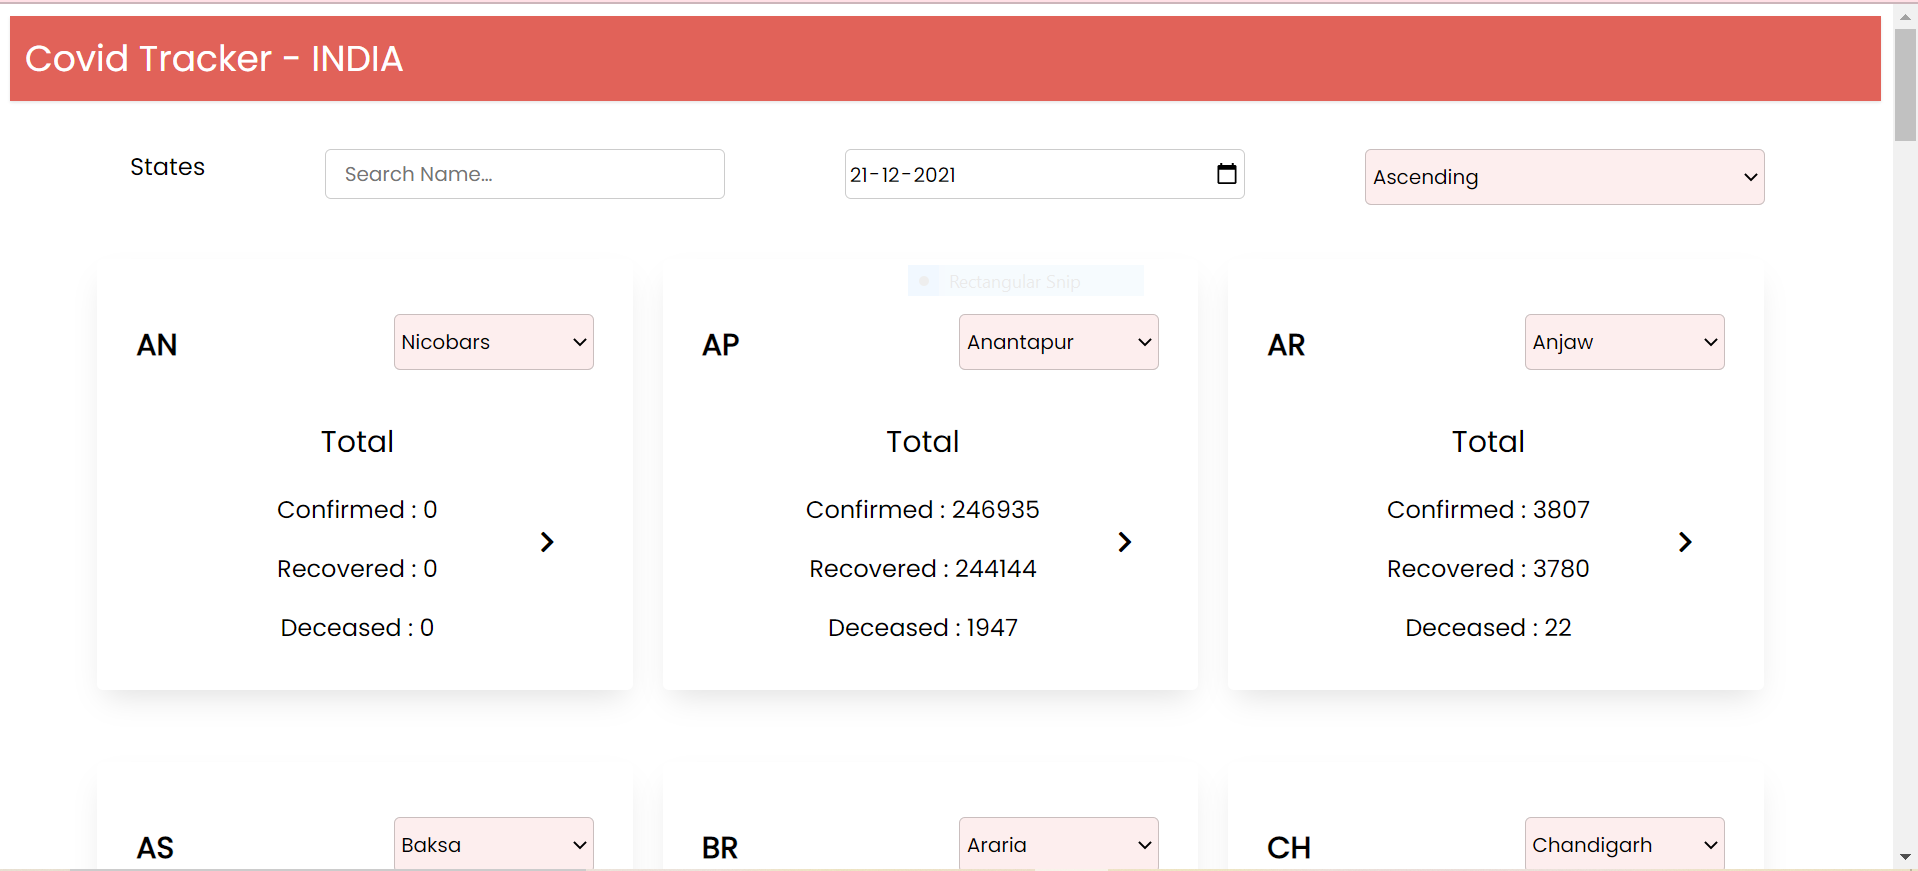 Covid Tracker - INDIA
States
Search Name...
21-12-2021
Ascending
Rectangular Snip
AN
Nicobars
Total
Confirmed : 0
Recovered : 0
Deceased : 0
AP
Anantapur
Total
Confirmed : 246935
Recovered : 244144
Deceased : 1947
AR
Anjaw
Total
Confirmed : 3807
Recovered : 3780
Deceased : 22
AS
Baksa
BR
Araria
CH
Chandigarh